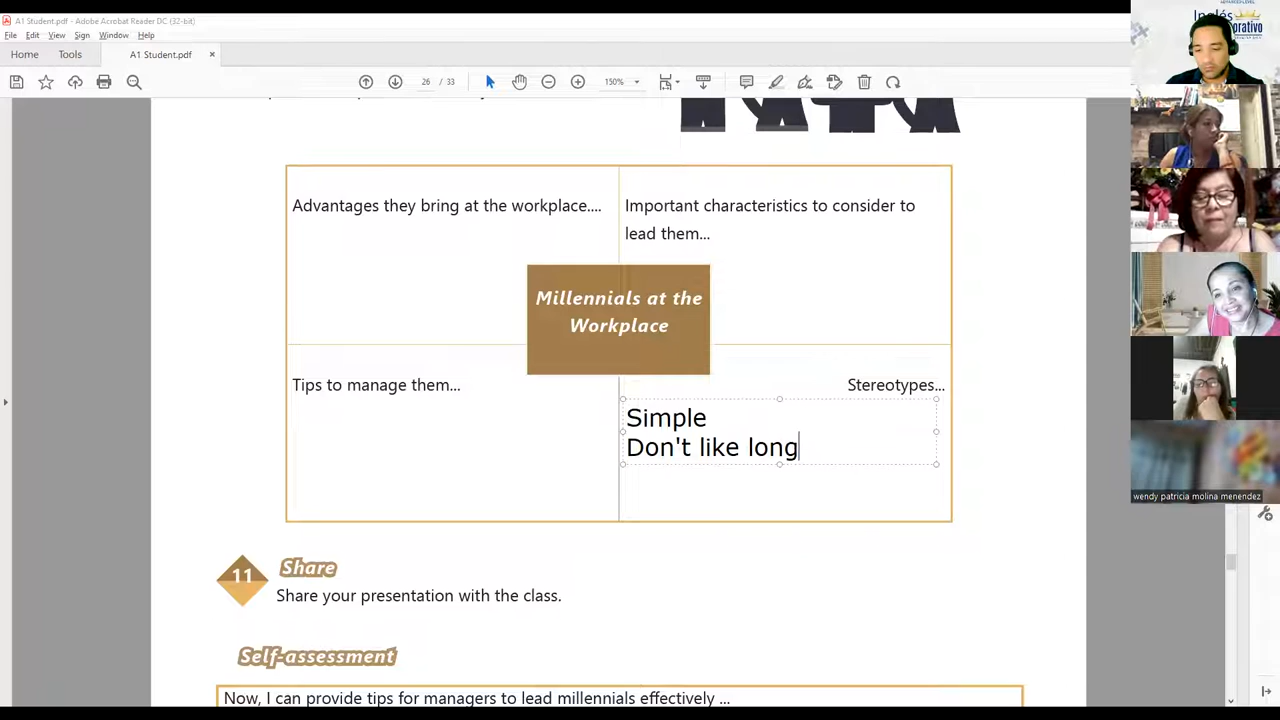 A1 Student.pdf - Adobe Acrobat Reader DC (32-bit)
File Edit View Sign Window Help
Home Tools A1 Student.pdf ×
26 / 33 150%
Advantages they bring at the workplace....
Important characteristics to consider to
lead them...
Millennials at the
Workplace
Tips to manage them...
Stereotypes...
Simple
Don't like long
11 Share
Share your presentation with the class.
Self-assessment
Now, I can provide tips for managers to lead millennials effectively ...
Inglés
wendy patricia molina menendez